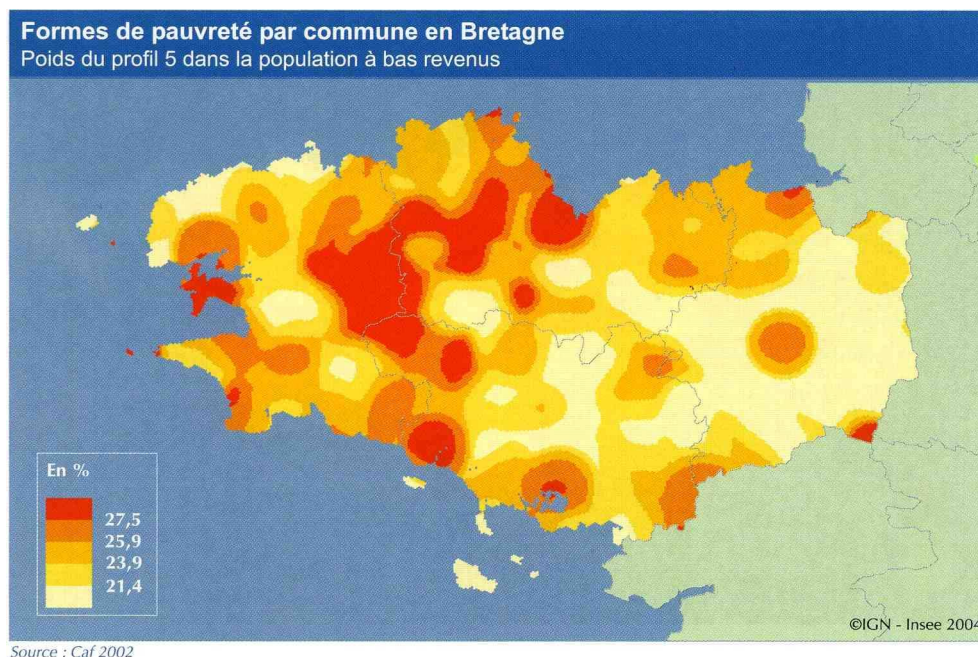 Formes de pauvreté par commune en Bretagne
Poids du profil 5 dans la population à bas revenus
En %
27,5
25,9
23,9
21,4
©IGN - Insee 2004
Source : Caf 2002